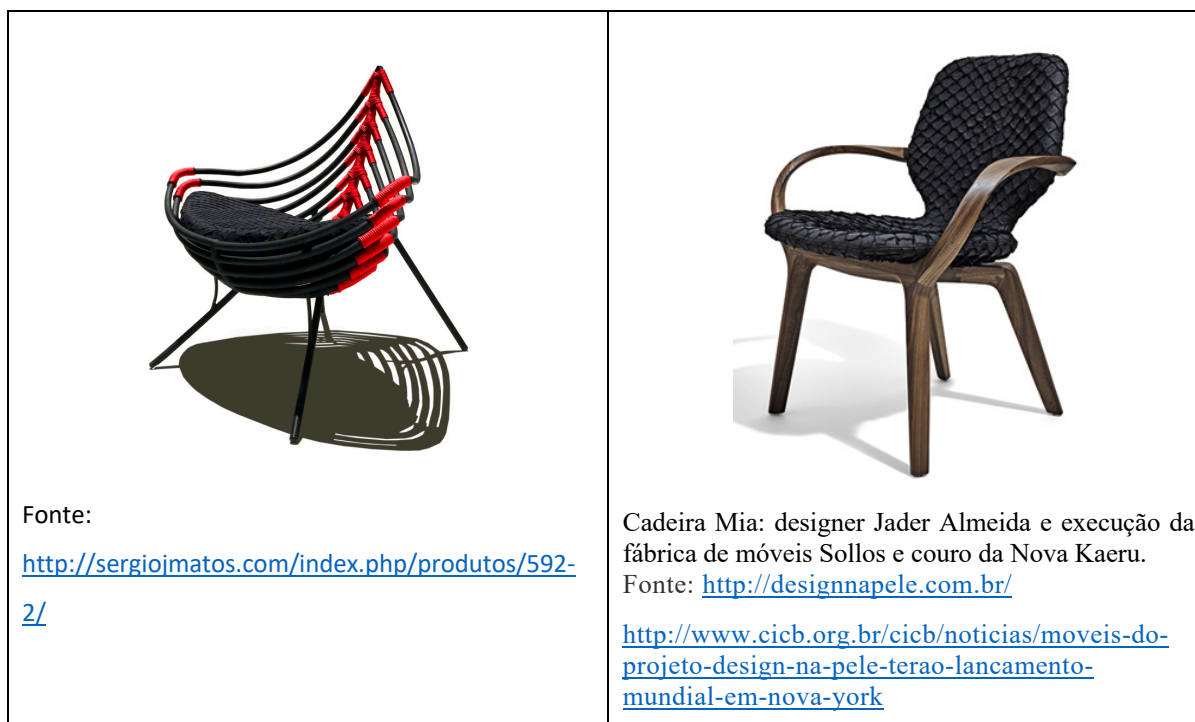 Fonte:
http://sergiojmatos.com/index.php/produtos/592-
2/
Cadeira Mia: designer Jader Almeida e execução da
fábrica de móveis Sollos e couro da Nova Kaeru.
Fonte: http://designnapele.com.br/
http://www.cicb.org.br/cicb/noticias/moveis-do-
projeto-design-na-pele-terao-lancamento-
mundial-em-nova-york